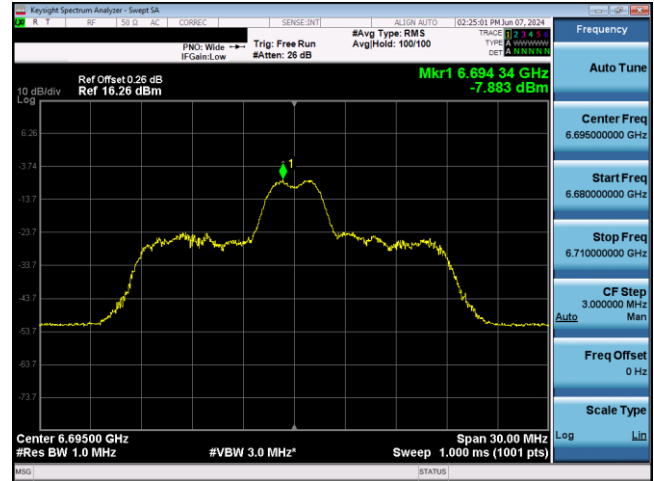 Keysight Spectrum Analyzer - Swept SA
R T RF 50 Ω AC CORREC SENSE:INT ALIGN AUTO 02:25:01 PM Jun 07, 2024
#Avg Type: RMS TRACE 1 2 3 4 5 6
PNO: Wide Trig: Free Run Avg|Hold: 100/100 TYPE A WWWWW
IFGain:Low #Atten: 26 dB DET A N N N N N
Mkr1 6.694 34 GHz
Ref Offset 0.26 dB
10 dB/div Ref 16.26 dBm -7.883 dBm
Log
6.26
-3.74
1
-13.7
-23.7
-33.7
-43.7
-53.7
-63.7
-73.7
Center 6.69500 GHz Span 30.00 MHz
#Res BW 1.0 MHz #VBW 3.0 MHz* Sweep 1.000 ms (1001 pts)
MSG STATUS
Frequency
Auto Tune
Center Freq
6.695000000 GHz
Start Freq
6.680000000 GHz
Stop Freq
6.710000000 GHz
CF Step
3.000000 MHz
Auto Man
Freq Offset
0 Hz
Scale Type
Log Lin